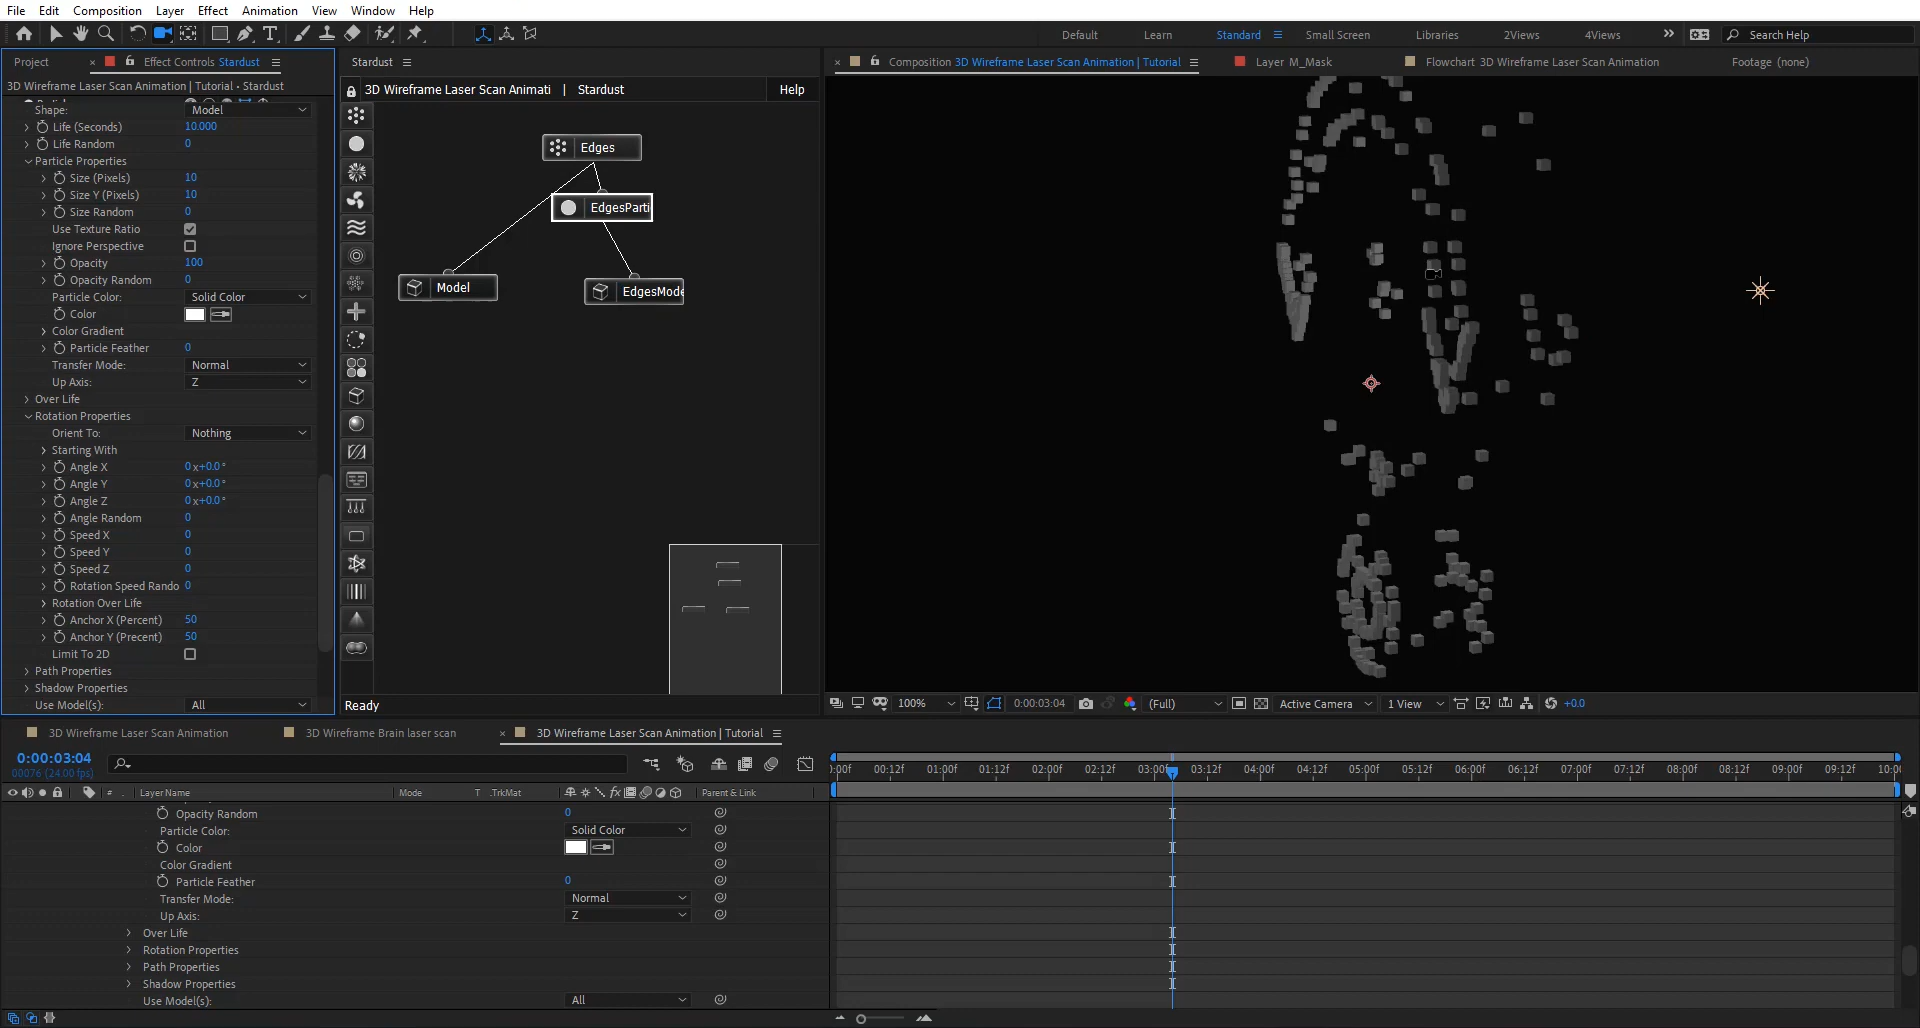 File Edit Composition Layer Effect Animation View Window Help
Default Learn Standard Small Screen Libraries 2Views 4Views Search Help
Project Effect Controls Stardust
3D Wireframe Laser Scan Animation | Tutorial • Stardust
Shape: Model
Life (Seconds) 10.000
Life Random 0
Particle Properties
Size (Pixels) 10
Size Y (Pixels) 10
Size Random 0
Use Texture Ratio
Ignore Perspective
Opacity 100
Opacity Random 0
Particle Color: Solid Color
Color
Color Gradient
Particle Feather 0
Transfer Mode: Normal
Up Axis: Z
Over Life
Rotation Properties
Orient To: Nothing
Starting With
Angle X 0x+0.0°
Angle Y 0x+0.0°
Angle Z 0x+0.0°
Angle Random 0
Speed X 0
Speed Y 0
Speed Z 0
Rotation Speed Rando 0
Rotation Over Life
Anchor X (Percent) 50
Anchor Y (Precent) 50
Limit To 2D
Path Properties
Shadow Properties
Use Model(s): All
Stardust
3D Wireframe Laser Scan Animati | Stardust Help
Edges
EdgesParti
Model
EdgesMode
Ready
Composition 3D Wireframe Laser Scan Animation | Tutorial
Layer M_Mask
Flowchart 3D Wireframe Laser Scan Animation
Footage (none)
100% 0:00:03:04 (Full) Active Camera 1 View +0.0
3D Wireframe Laser Scan Animation 3D Wireframe Brain laser scan 3D Wireframe Laser Scan Animation | Tutorial
0:00:03:04
00076 (24.00 fps)
:00f 00:12f 01:00f 01:12f 02:00f 02:12f 03:00f 03:12f 04:00f 04:12f 05:00f 05:12f 06:00f 06:12f 07:00f 07:12f 08:00f 08:12f 09:00f 09:12f 10:0
# Layer Name Mode T .TrkMat Parent & Link
Opacity Random 0
Particle Color: Solid Color
Color
Color Gradient
Particle Feather 0
Transfer Mode: Normal
Up Axis: Z
Over Life
Rotation Properties
Path Properties
Shadow Properties
Use Model(s): All